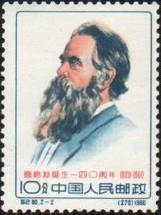 恩格斯诞生一四〇周年 1820-1960
10分 中国人民邮政
纪80.2-2 (270) 1960